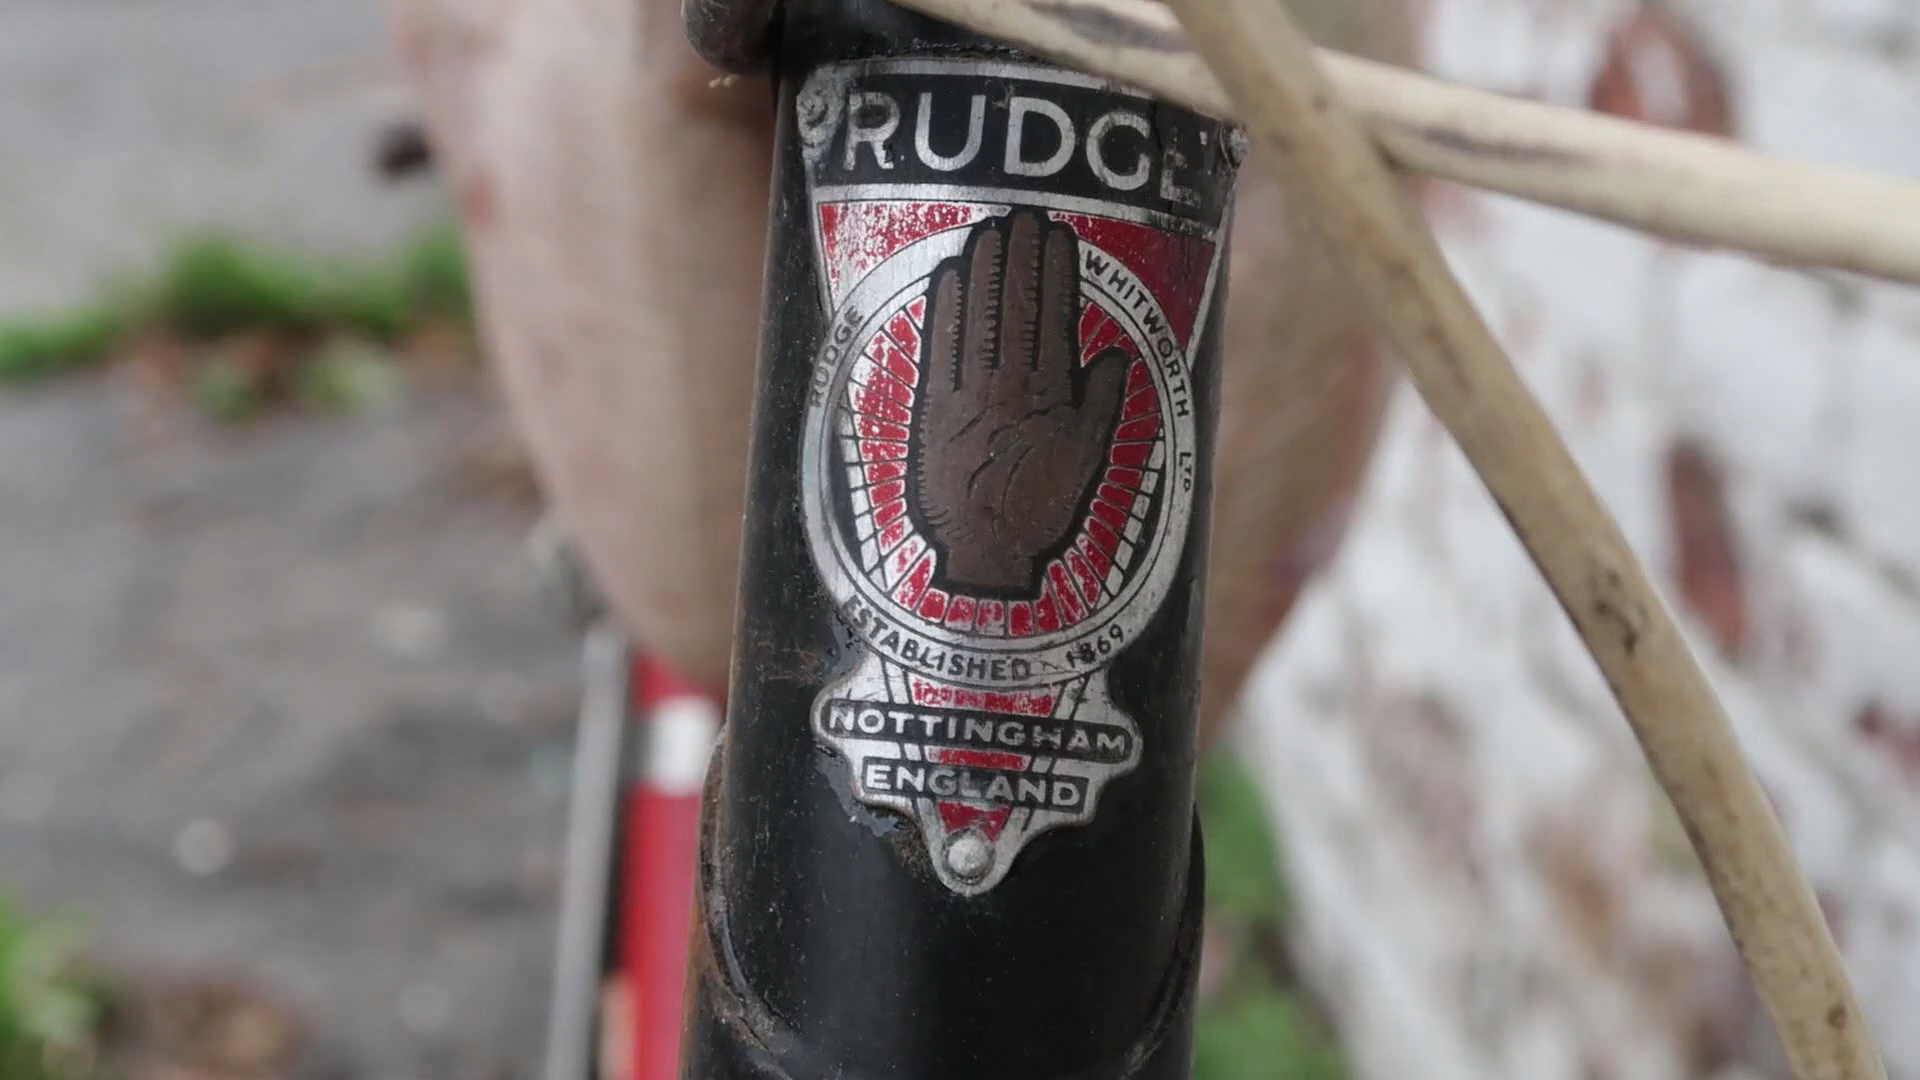 RUDGE
RUDGE WHITWORTH LTD
ESTABLISHED 1869.
NOTTINGHAM
ENGLAND